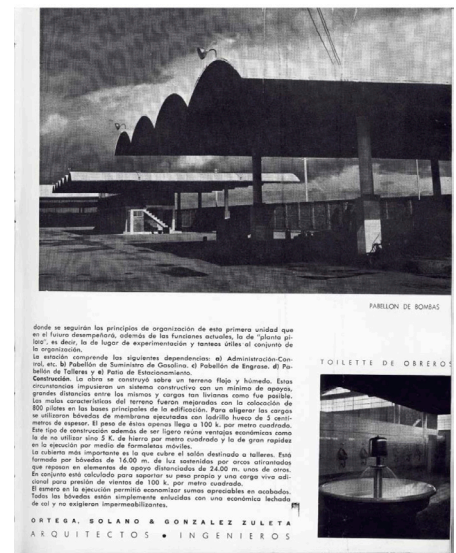 PABELLON DE BOMBAS
donde se seguirán los principios de organización de esta primera unidad que
en el futuro desempeñará, además de las funciones actuales, la de "planta pi-
loto", es decir, la de lugar de experimentación y tanteos útiles al conjunto de
la organización.
La estación comprende las siguientes dependencias: a) Administración-Con-
trol, etc. b) Pabellón de Suministro de Gasolina. c) Pabellón de Engrase. d) Pa-
bellón de Talleres y e) Patio de Estacionamiento.
Construcción. La obra se construyó sobre un terreno flojo y húmedo. Estas
circunstancias impusieron un sistema constructivo con un mínimo de apoyos,
grandes distancias entre los mismos y cargas tan livianas como fue posible.
Las malas características del terreno fueron mejoradas con la colocación de
800 pilotes en las bases principales de la edificación. Para aligerar las cargas
se utilizaron bóvedas de membrana ejecutadas con ladrillo hueco de 5 centí-
metros de espesor. El peso de éstas apenas llega a 100 k. por metro cuadrado.
Este tipo de construcción además de ser ligero reúne ventajas económicas como
la de no utilizar sino 5 K. de hierro por metro cuadrado y la de gran rapidez
en la ejecución por medio de formaletas móviles.
La cubierta más importante es la que cubre el salón destinado a talleres. Está
formada por bóvedas de 16.00 m. de luz sostenidas por arcos atirantados
que reposan en elementos de apoyo distanciados de 24.00 m. unos de otros.
En conjunto está calculado para soportar su peso propio y una carga viva adi-
cional para presión de vientos de 100 k. por metro cuadrado.
El esmero en la ejecución permitió economizar sumas apreciables en acabados.
Todas las bóvedas están simplemente enlucidas con una económica lechada
de cal y no exigieran impermeabilizantes.
ORTEGA, SOLANO & GONZALEZ ZULETA
ARQUITECTOS • INGENIEROS
TOILETTE DE OBREROS